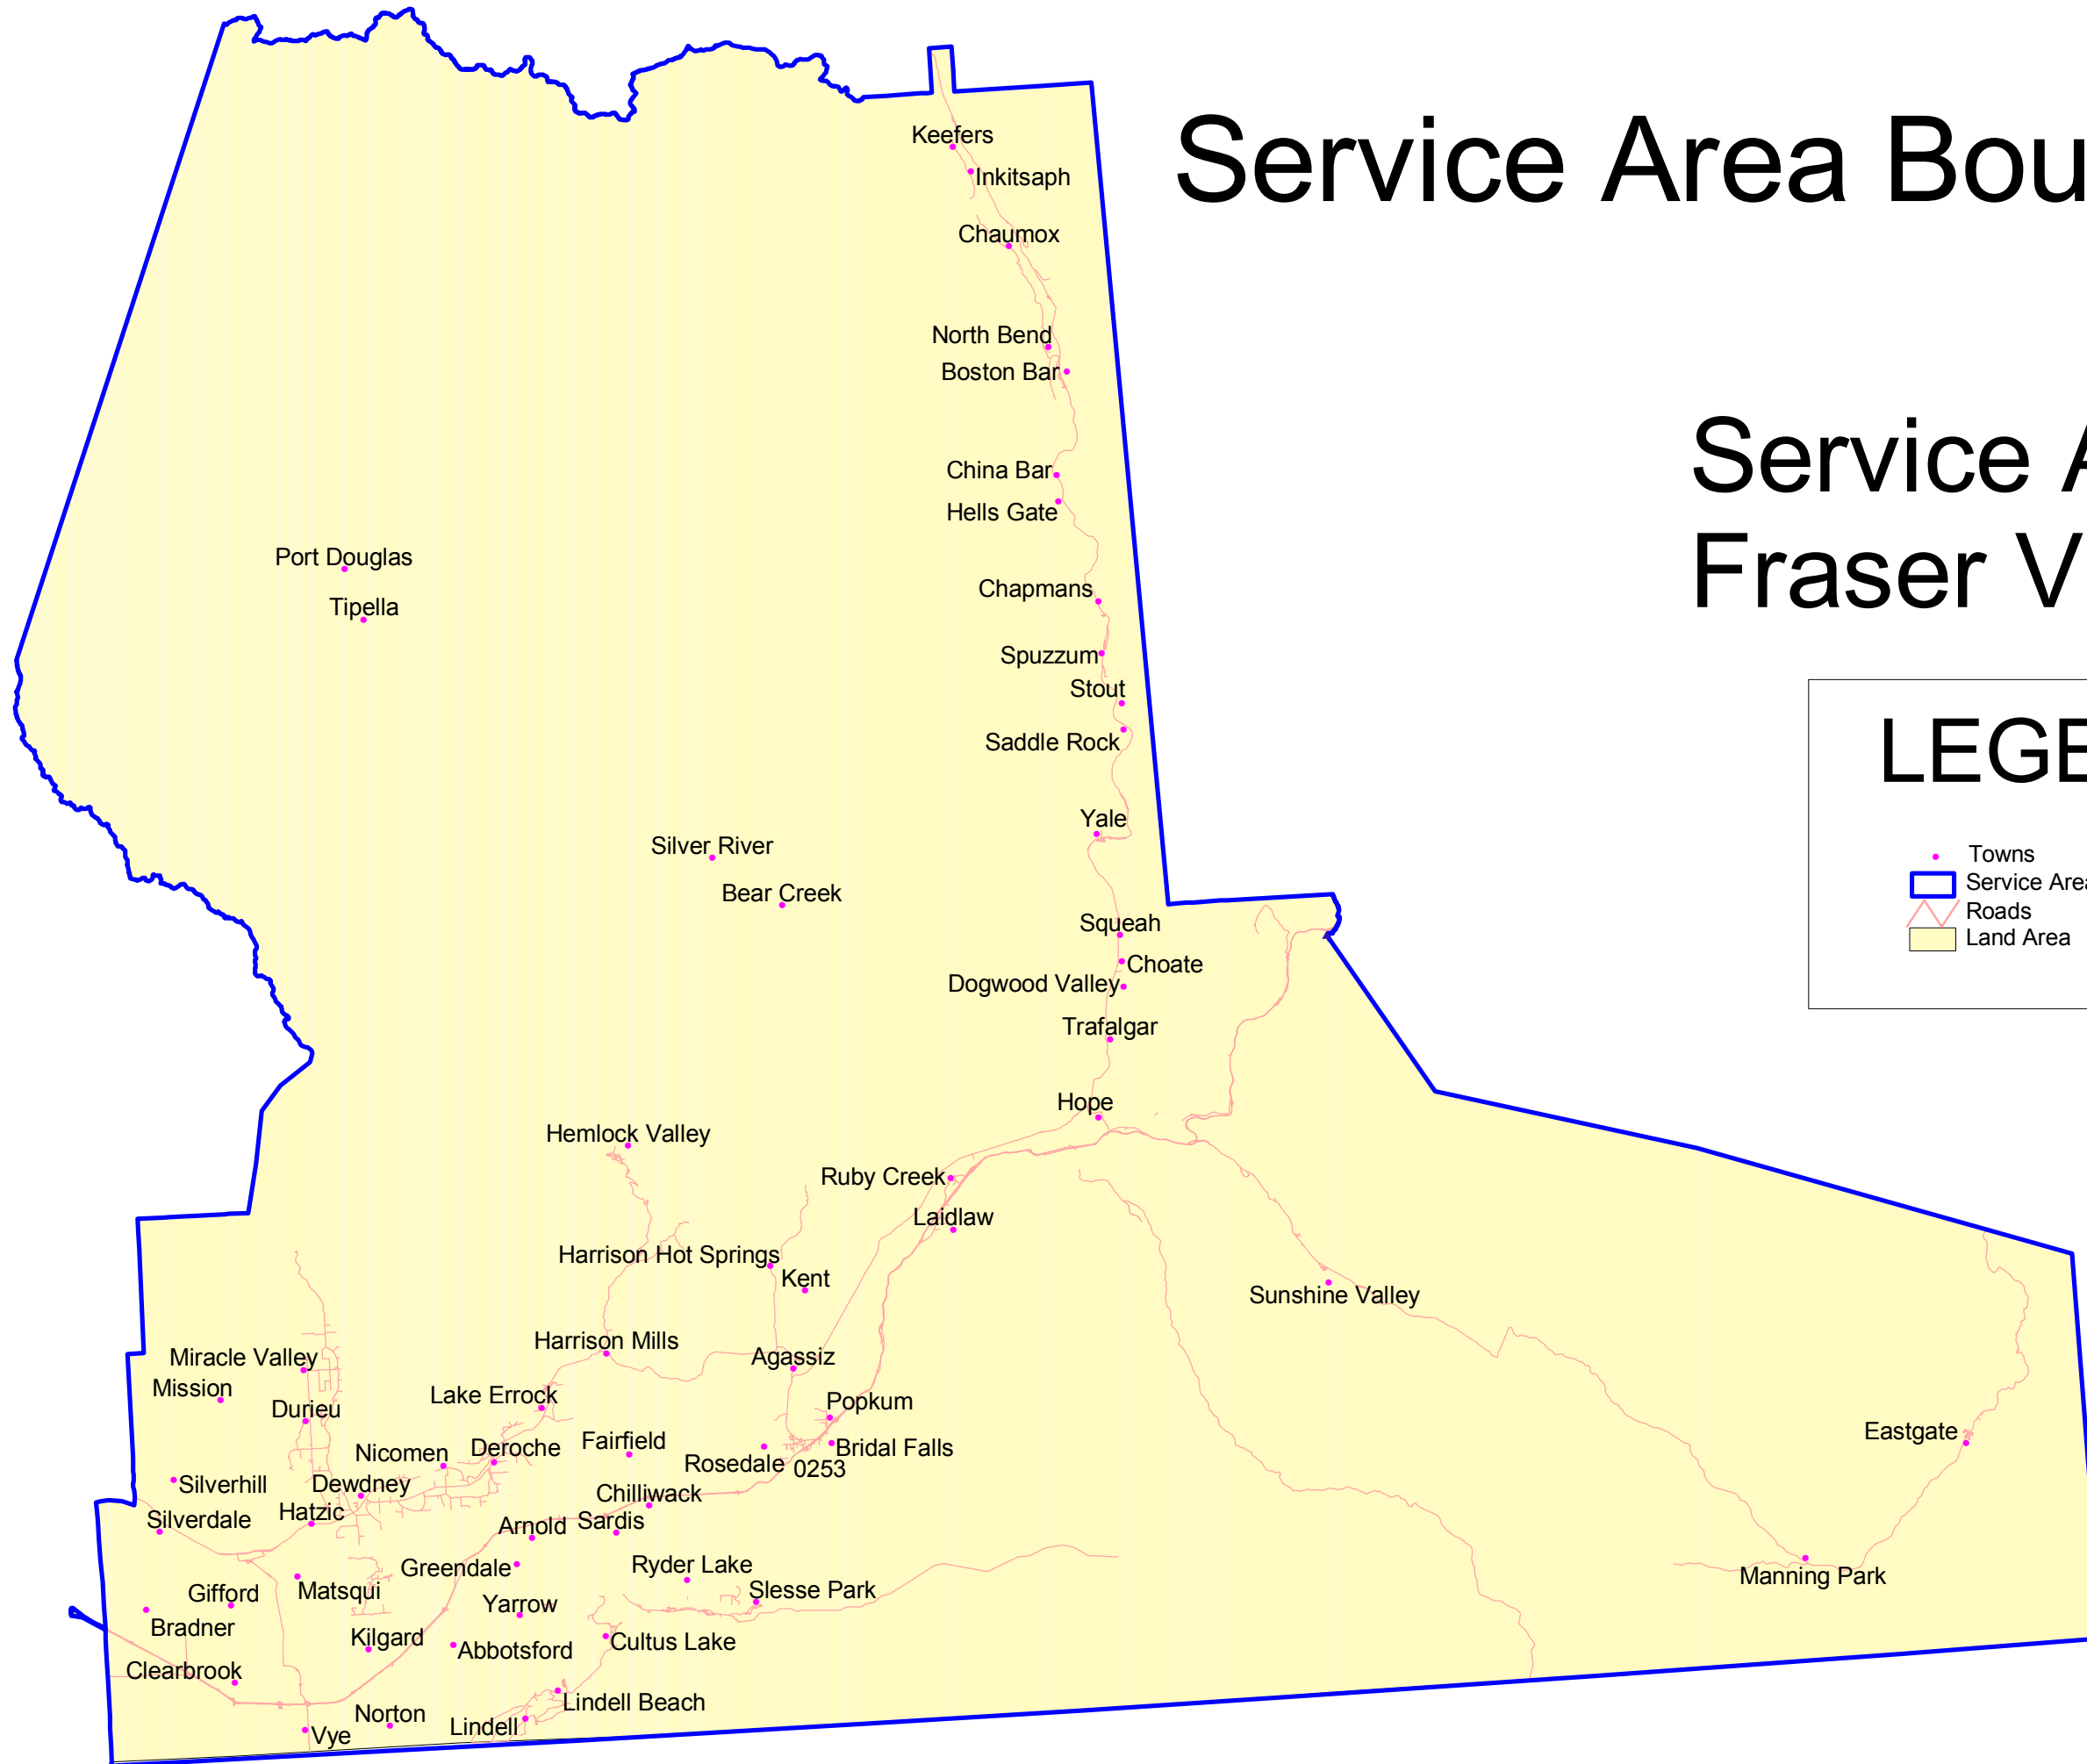 Service Area Bou
Keefers
Inkitsaph
Chaumox
North Bend
Boston Bar
Service A
China Bar
Hells Gate
Fraser V
Port Douglas
Chapmans
Tipella
Spuzzum
Stout
Saddle Rock
LEGE
Yale
Silver River
Towns
Service Area
Bear Creek
Roads
Squeah
Land Area
Choate
Dogwood Valley
Trafalgar
Hope
Hemlock Valley
Ruby Creek
Laidlaw
Harrison Hot Springs
Kent
Sunshine Valley
Harrison Mills
Miracle Valley
Agassiz
Mission
Lake Errock
Durieu
Popkum
Eastgate
Fairfield
Nicomen
Deroche
Bridal Falls
Rosedale
0253
Silverhill
Dewdney
Chilliwack
Hatzic
Silverdale
Arnold
Sardis
Greendale
Ryder Lake
Manning Park
Matsqui
Slesse Park
Gifford
Yarrow
Bradner
Kilgard
Abbotsford
Cultus Lake
Clearbrook
Lindell Beach
Norton
Lindell
Vye